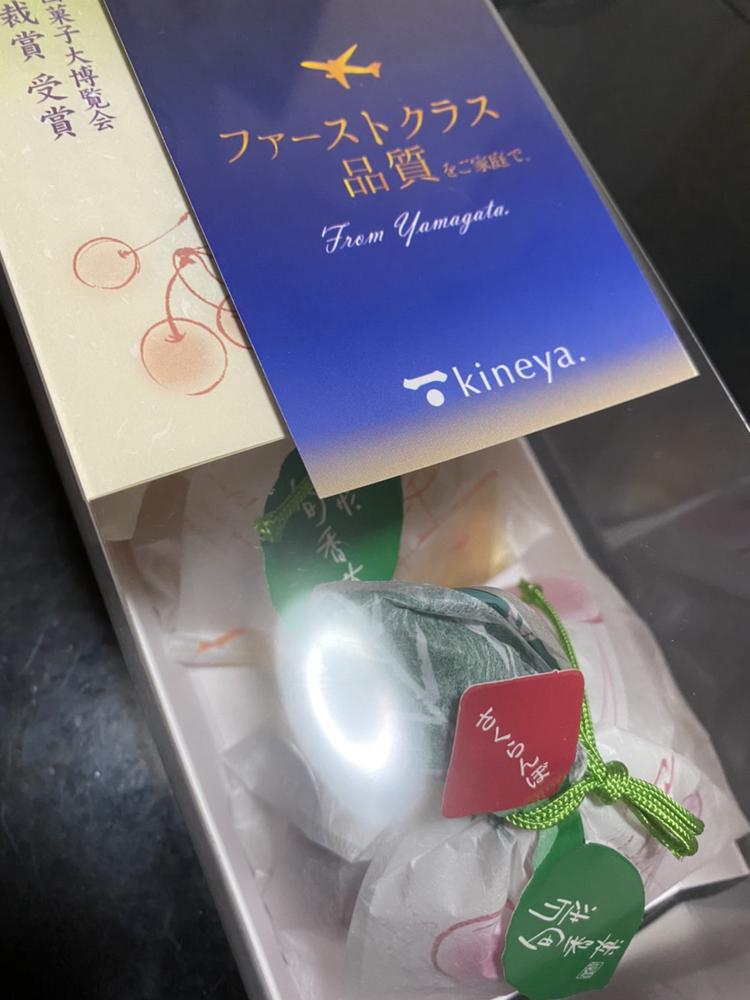 菓子大博覧会
裁賞 受賞
ファーストクラス
品質をご家庭で。
From Yamagata.
kineya.
さくらんぼ